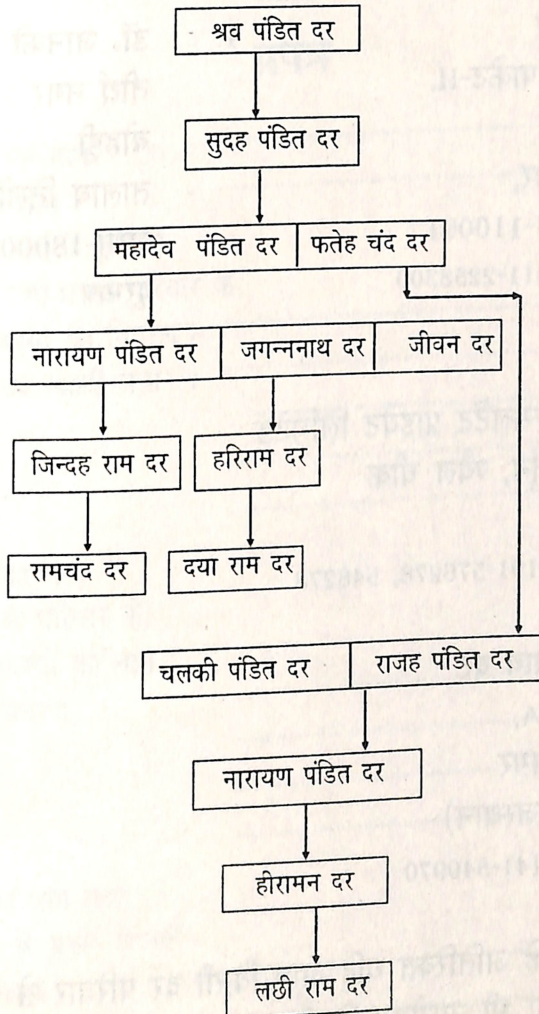 श्रव पंडित दर
सुदह पंडित दर
महादेव पंडित दर फतेह चंद दर
नारायण पंडित दर जगन्ननाथ दर जीवन दर
जिन्दह राम दर हरिराम दर
रामचंद दर दया राम दर
चलकी पंडित दर राजह पंडित दर
नारायण पंडित दर
हीरामन दर
लछी राम दर